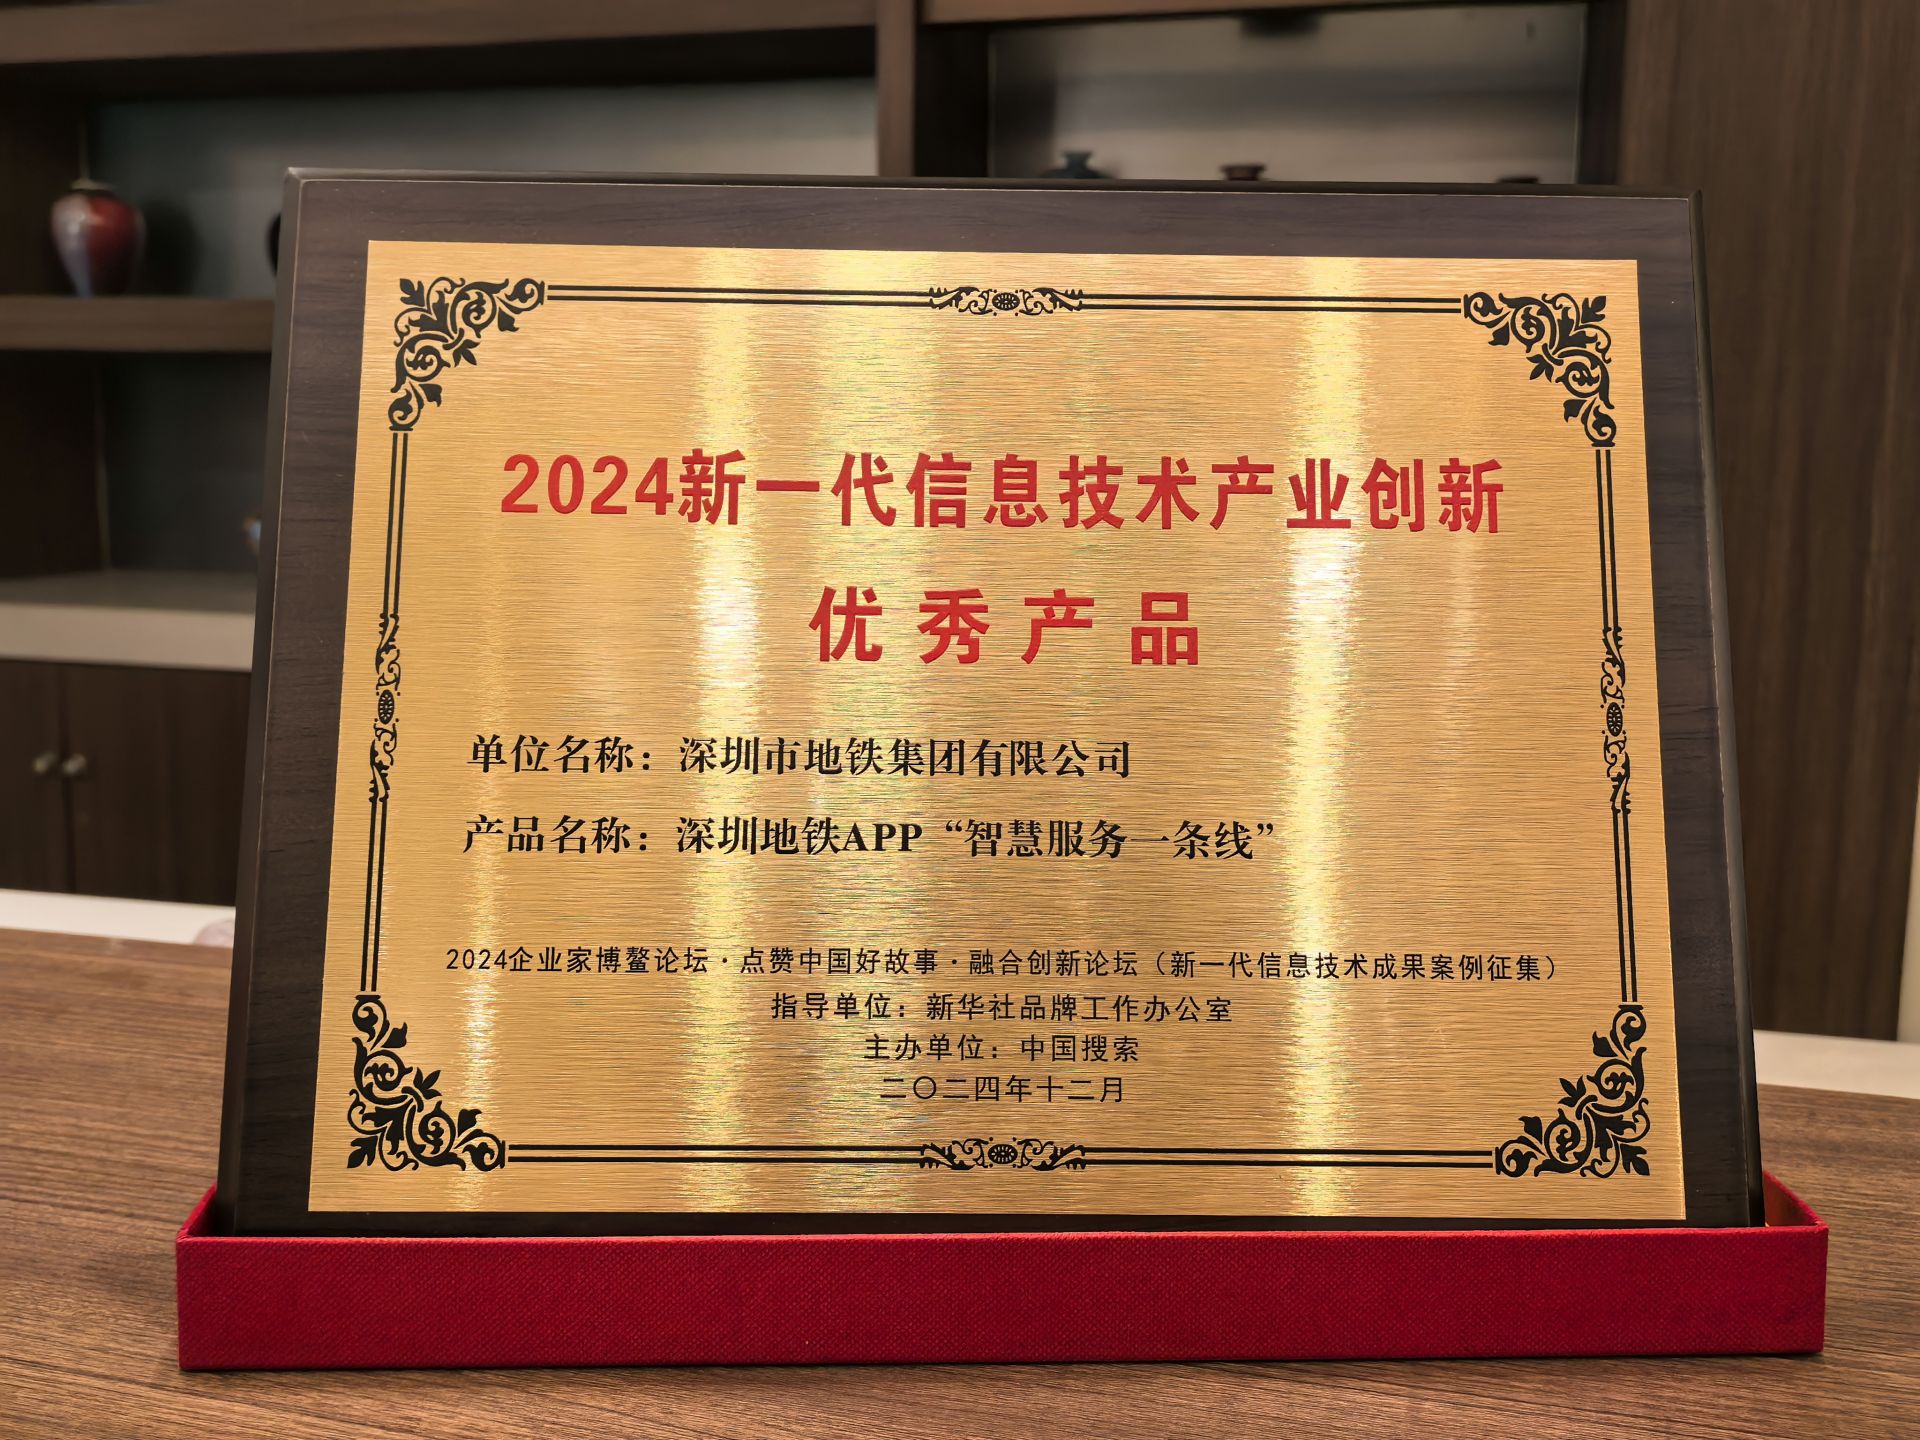 2024新一代信息技术产业创新
优秀产品
单位名称：深圳市地铁集团有限公司
产品名称：深圳地铁APP“智慧服务一条线”
2024企业家博鳌论坛·点赞中国好故事·融合创新论坛（新一代信息技术成果案例征集）
指导单位：新华社品牌工作办公室
主办单位：中国搜索
二〇二四年十二月